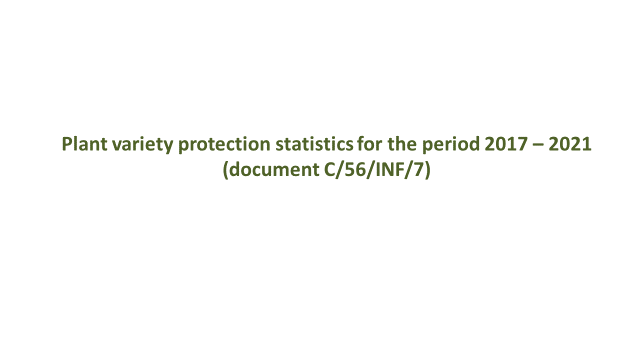 Plant variety protection statistics for the period 2017 – 2021
(document C/56/INF/7)